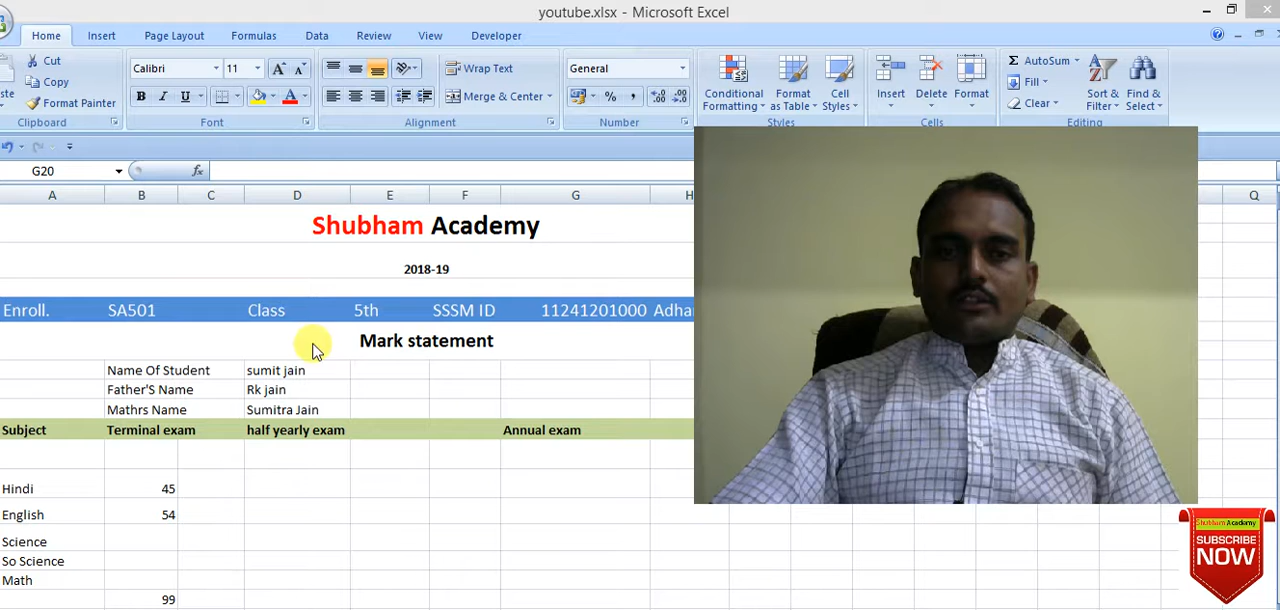 youtube.xlsx - Microsoft Excel
Home Insert Page Layout Formulas Data Review View Developer
Cut
Copy
Format Painter
Clipboard
Calibri 11
B I U
Font
Wrap Text
Merge & Center
Alignment
General
% ,
Number
Conditional Formatting
Format as Table
Cell Styles
Styles
Insert Delete Format
Cells
Σ AutoSum
Fill
Clear
Sort & Filter
Find & Select
Editing
G20 fx
A B C D E F G H Q
Shubham Academy
2018-19
Enroll. SA501 Class 5th SSSM ID 11241201000 Adha
Mark statement
Name Of Student sumit jain
Father'S Name Rk jain
Mathrs Name Sumitra Jain
Subject Terminal exam half yearly exam Annual exam
Hindi 45
English 54
Science
So Science
Math
99
Shubham Academy
SUBSCRIBE
NOW